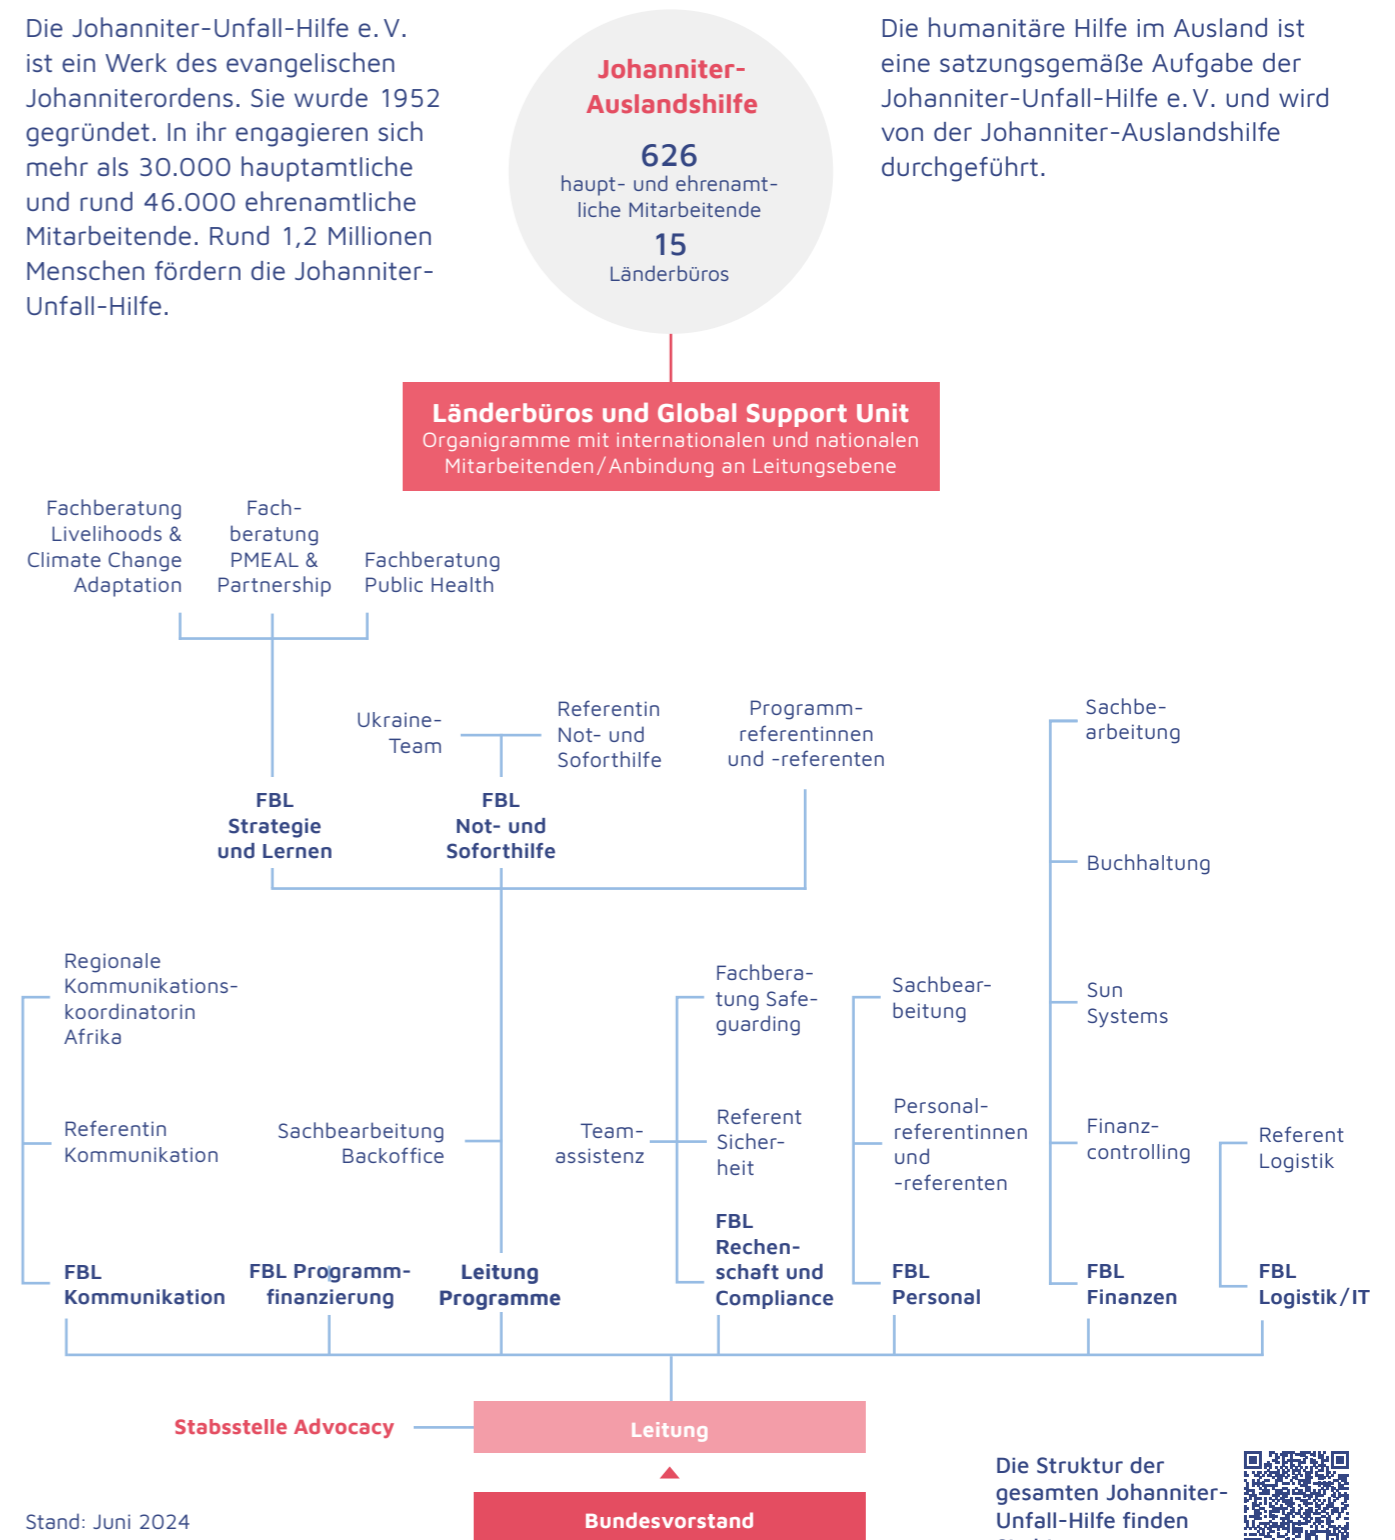 Die Johanniter-Unfall-Hilfe e. V.
ist ein Werk des evangelischen
Johanniterordens. Sie wurde 1952
gegründet. In ihr engagieren sich
mehr als 30.000 hauptamtliche
und rund 46.000 ehrenamtliche
Mitarbeitende. Rund 1,2 Millionen
Menschen fördern die Johanniter-
Unfall-Hilfe.
Johanniter-
Auslandshilfe
626
haupt- und ehrenamt-
liche Mitarbeitende
15
Länderbüros
Die humanitäre Hilfe im Ausland ist
eine satzungsgemäße Aufgabe der
Johanniter-Unfall-Hilfe e. V. und wird
von der Johanniter-Auslandshilfe
durchgeführt.
Länderbüros und Global Support Unit
Organigramme mit internationalen und nationalen
Mitarbeitenden/Anbindung an Leitungsebene
Fachberatung
Livelihoods &
Climate Change
Adaptation
Fach-
beratung
PMEAL &
Partnership
Fachberatung
Public Health
Ukraine-
Team
Referentin
Not- und
Soforthilfe
Programm-
referentinnen
und -referenten
Sachbe-
arbeitung
FBL
Strategie
und Lernen
FBL
Not- und
Soforthilfe
Buchhaltung
Regionale
Kommunikations-
koordinatorin
Afrika
Fachbera-
tung Safe-
guarding
Sachbear-
beitung
Sun
Systems
Referentin
Kommunikation
Sachbearbeitung
Backoffice
Team-
assistenz
Referent
Sicher-
heit
Personal-
referentinnen
und
-referenten
Finanz-
controlling
Referent
Logistik
FBL
Kommunikation
FBL Programm-
finanzierung
Leitung
Programme
FBL
Rechen-
schaft und
Compliance
FBL
Personal
FBL
Finanzen
FBL
Logistik/IT
Stabsstelle Advocacy
Leitung
Bundesvorstand
Stand: Juni 2024
Die Struktur der
gesamten Johanniter-
Unfall-Hilfe finden